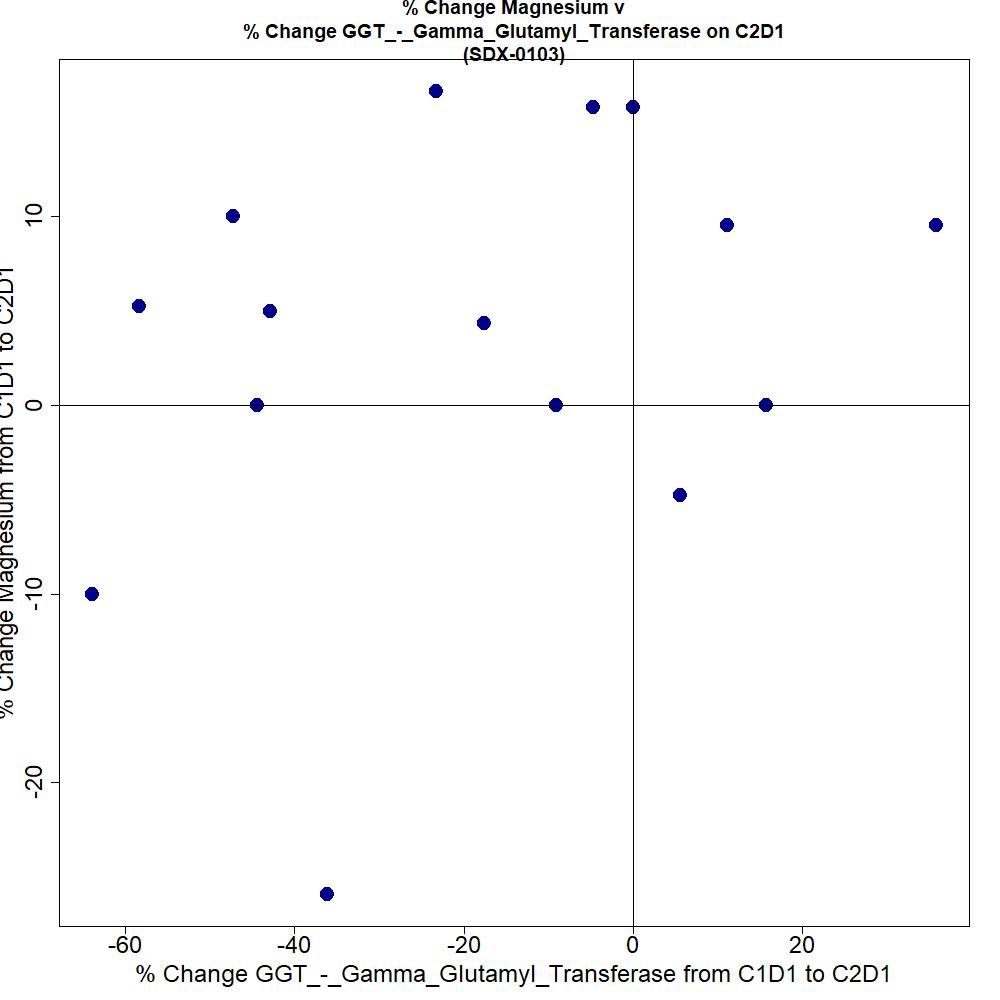 % Change Magnesium v
% Change GGT_-_Gamma_Glutamyl_Transferase on C2D1
(SDX-0103)
% Change Magnesium from C1D1 to C2D1
10
0
-10
-20
-60
-40
-20
0
20
% Change GGT_-_Gamma_Glutamyl_Transferase from C1D1 to C2D1